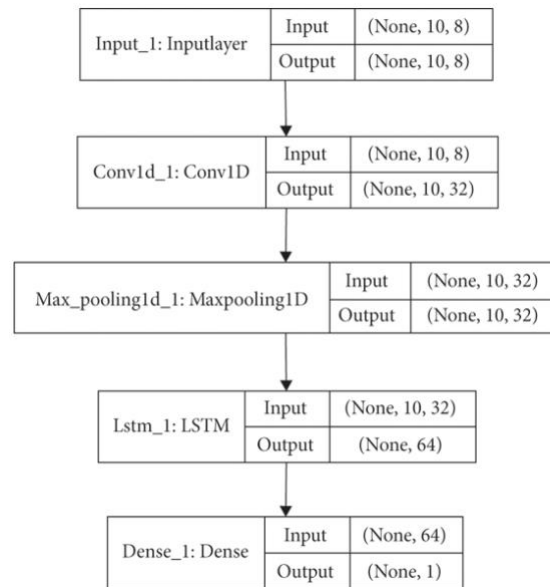 Input_1: Inputlayer
Input (None, 10, 8)
Output (None, 10, 8)
Conv1d_1: Conv1D
Input (None, 10, 8)
Output (None, 10, 32)
Max_pooling1d_1: Maxpooling1D
Input (None, 10, 32)
Output (None, 10, 32)
Lstm_1: LSTM
Input (None, 10, 32)
Output (None, 64)
Dense_1: Dense
Input (None, 64)
Output (None, 1)